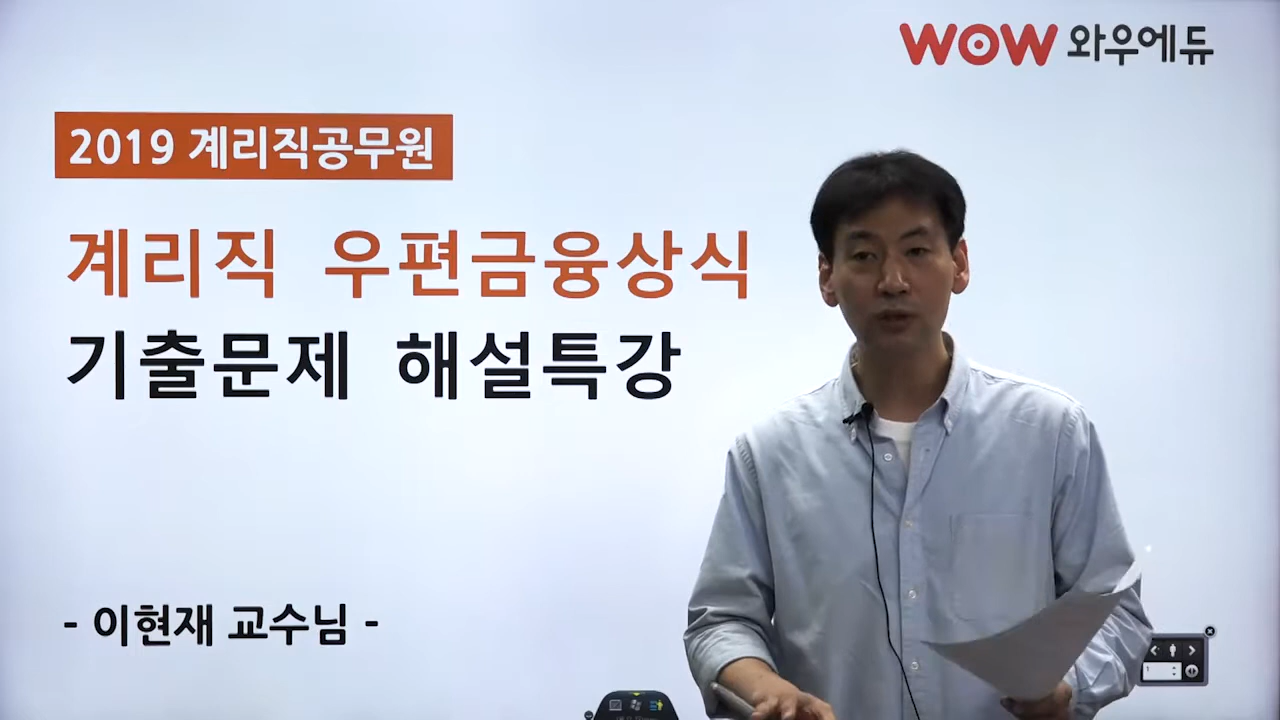 WOW 와우에듀
2019 계리직공무원
계리직 우편금융상식
기출문제 해설특강
- 이현재 교수님 -
1